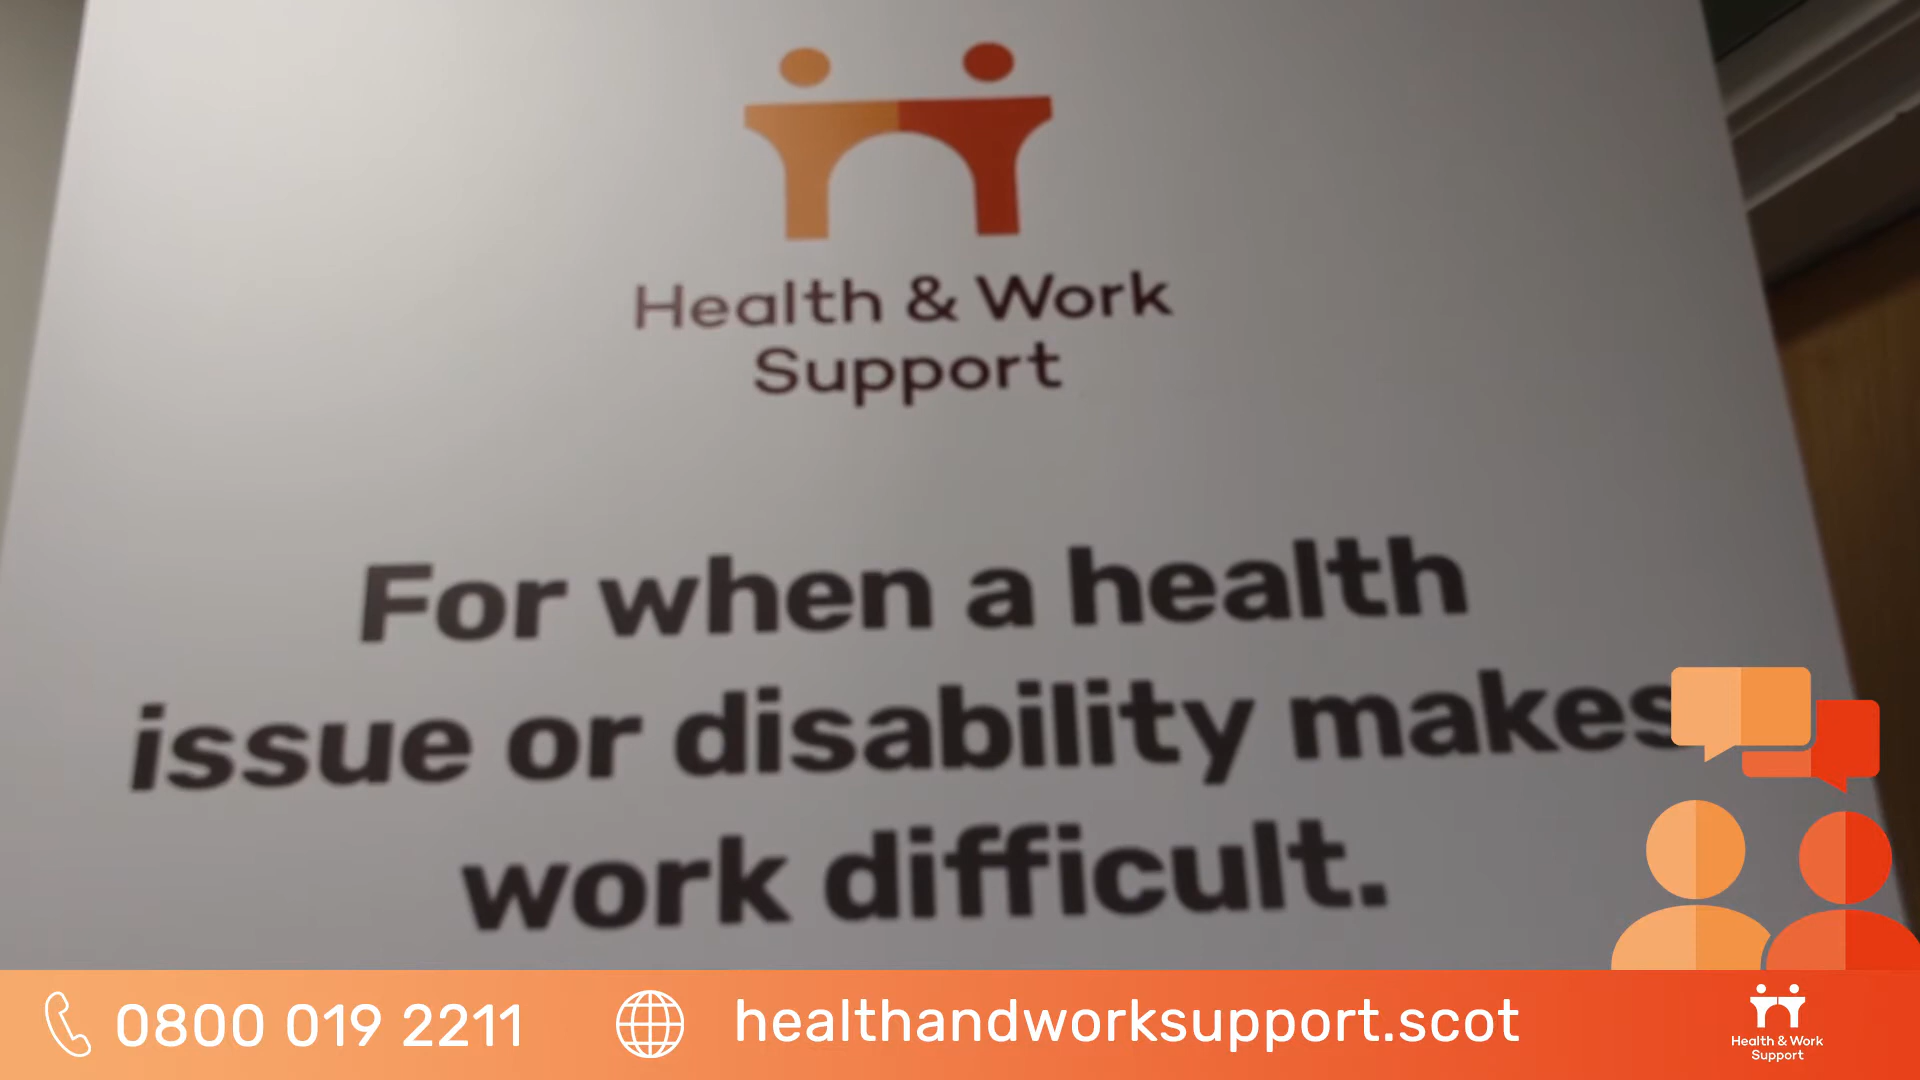 Health & Work
Support
For when a health
issue or disability makes
work difficult.
0800 019 2211
healthandworksupport.scot
Health & Work
Support